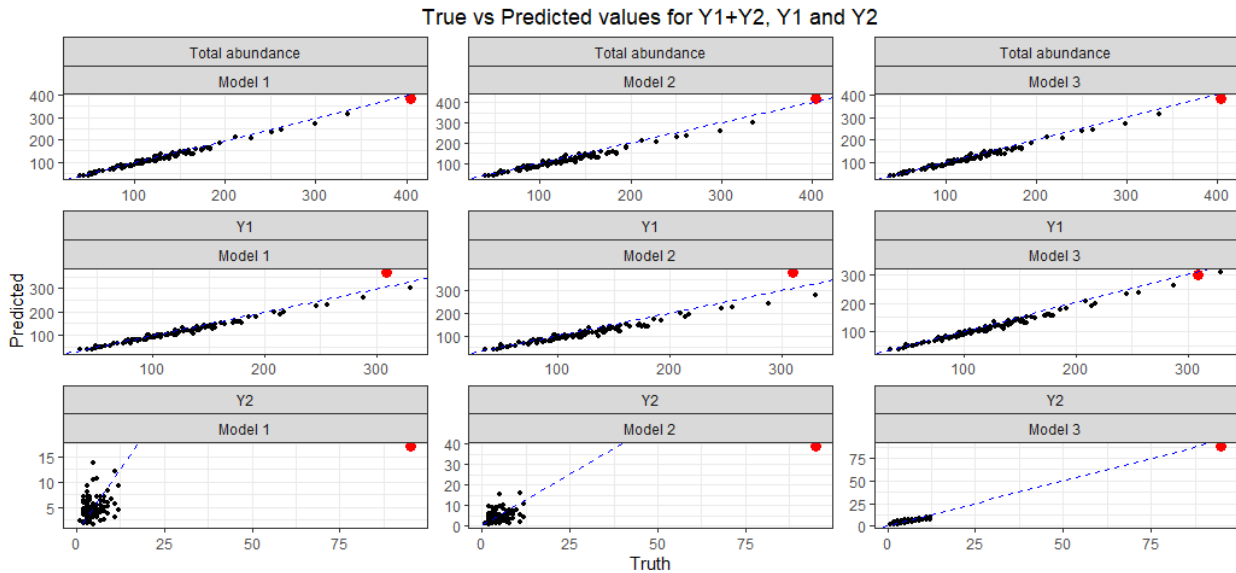 True vs Predicted values for Y1+Y2, Y1 and Y2
Total abundance Total abundance Total abundance
Model 1 Model 2 Model 3
400 400 400
300 300 300
200 200 200
100 100 100
100 200 300 400 100 200 300 400 100 200 300 400
Y1 Y1 Y1
Model 1 Model 2 Model 3
Predicted
300 300 300
200 200 200
100 100 100
100 200 300 100 200 300 100 200 300
Y2 Y2 Y2
Model 1 Model 2 Model 3
15 40 75
10 30 50
5 20 25
10 0
0
0 25 50 75 0 25 50 75 0 25 50 75
Truth